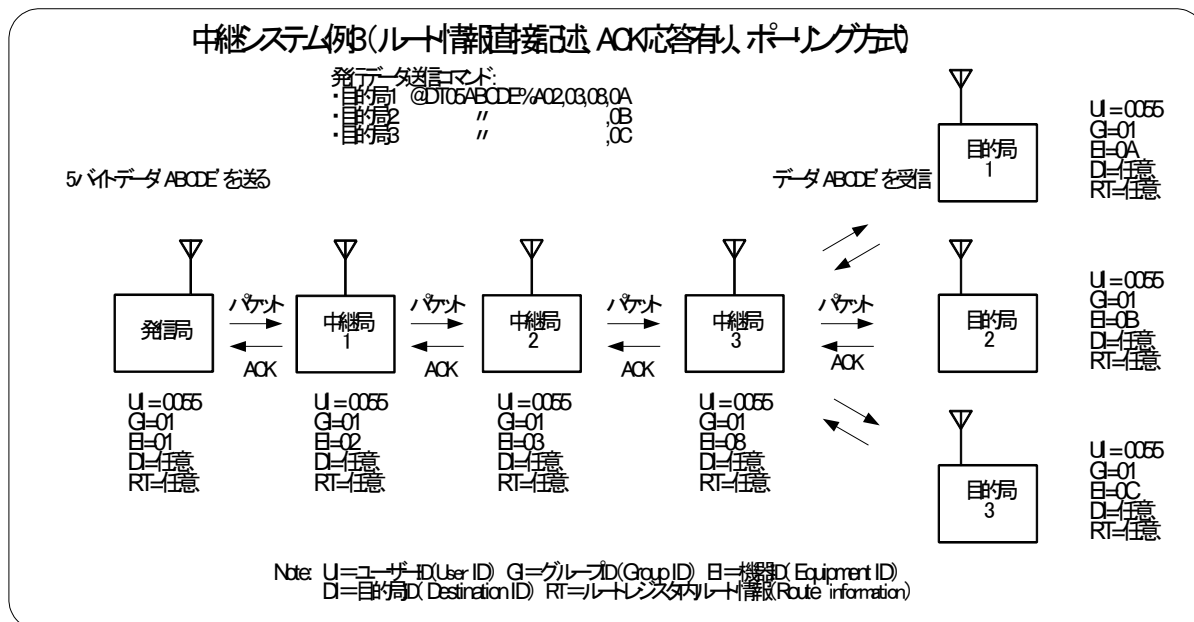 中継システム例3(ルート情報直接記述、ACK応答有り、ポーリング方式)
発行データ送信コマンド:
・目的局1 @DT05ABCDE%A02,03,08,0A
・目的局2 〃 ,0B
・目的局3 〃 ,0C
5バイトデータ'ABCDE'を送る
データ'ABCDE'を受信
目的局
1
UI=0055
GI=01
EI=0A
DI=任意
RT=任意
発信局
パケット
ACK
中継局
1
パケット
ACK
中継局
2
パケット
ACK
中継局
3
パケット
ACK
目的局
2
UI=0055
GI=01
EI=0B
DI=任意
RT=任意
UI=0055
GI=01
EI=01
DI=任意
RT=任意
UI=0055
GI=01
EI=02
DI=任意
RT=任意
UI=0055
GI=01
EI=03
DI=任意
RT=任意
UI=0055
GI=01
EI=08
DI=任意
RT=任意
目的局
3
UI=0055
GI=01
EI=0C
DI=任意
RT=任意
Note: UI=ユーザーID(User ID) GI=グループID(Group ID) EI=機器ID(Equipment ID)
DI=目的局ID(Destination ID) RT=ルートレジスタ内ルート情報(Route information)